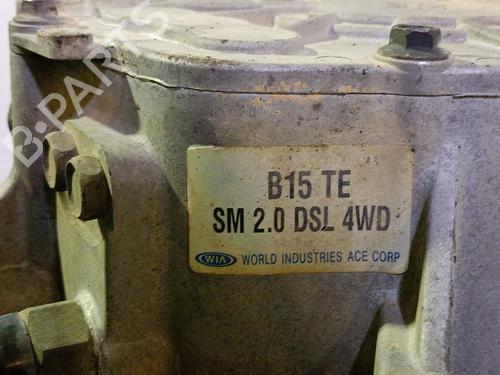 B-PARTS
B15 TE
SM 2.0 DSL 4WD
WIA WORLD INDUSTRIES ACE CORP